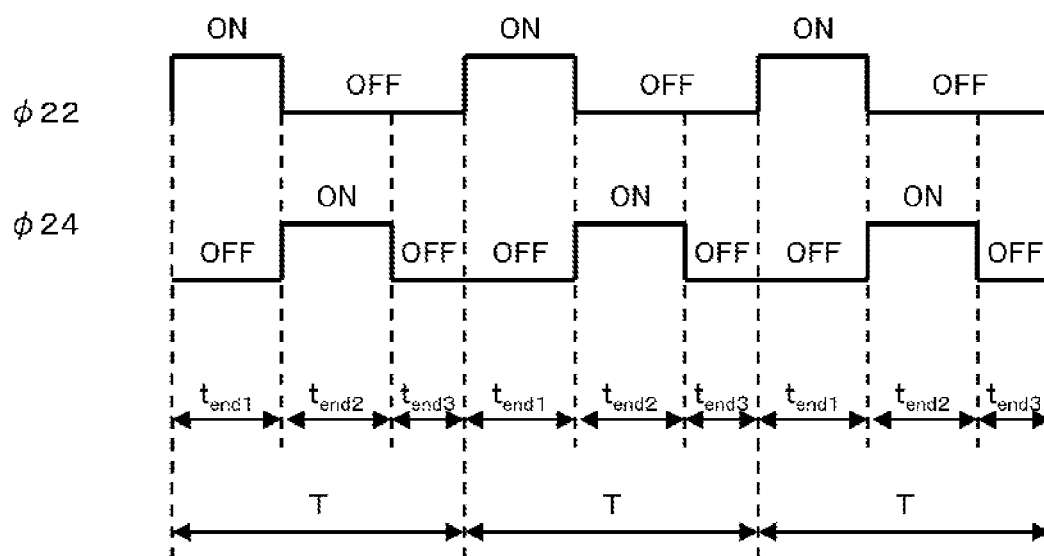 ON ON ON
OFF OFF OFF
φ22
ON ON ON
φ24
OFF OFF OFF OFF OFF OFF
tend1 tend2 tend3 tend1 tend2 tend3 tend1 tend2 tend3
T T T